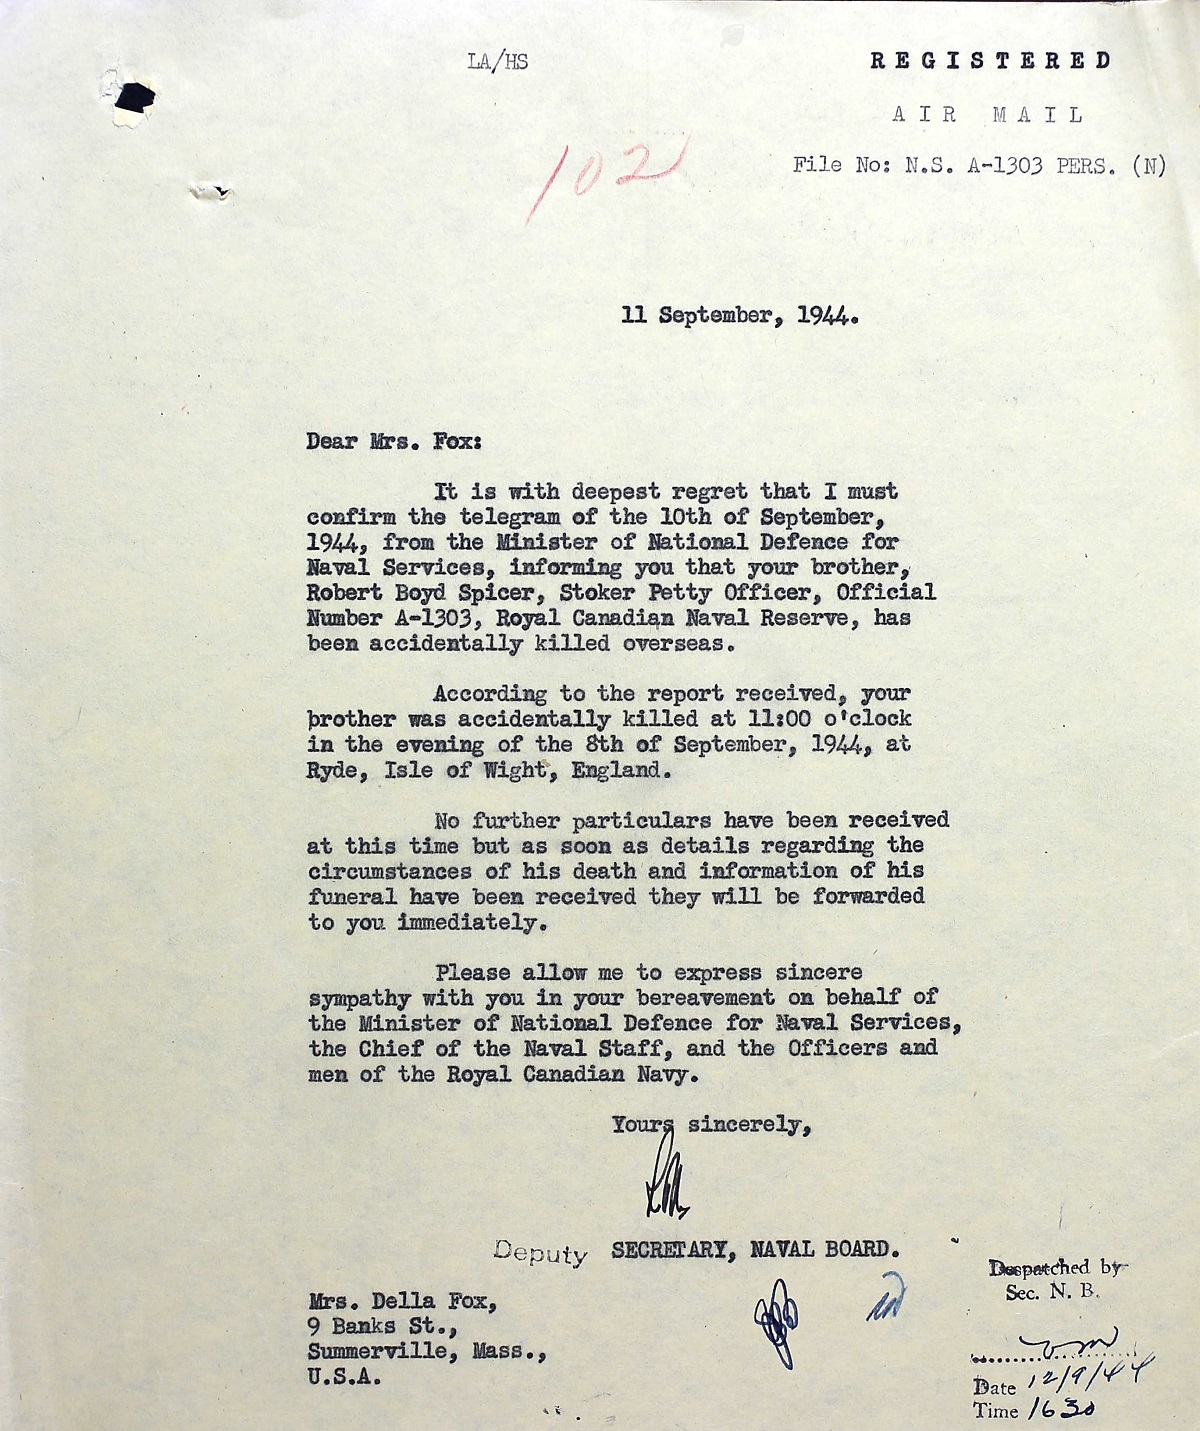 LA/HS
REGISTERED
AIR MAIL
File No: N.S. A-1303 PERS. (N)
102
11 September, 1944.
Dear Mrs. Fox:
It is with deepest regret that I must
confirm the telegram of the 10th of September,
1944, from the Minister of National Defence for
Naval Services, informing you that your brother,
Robert Boyd Spicer, Stoker Petty Officer, Official
Number A-1303, Royal Canadian Naval Reserve, has
been accidentally killed overseas.
According to the report received, your
brother was accidentally killed at 11:00 o'clock
in the evening of the 8th of September, 1944, at
Ryde, Isle of Wight, England.
No further particulars have been received
at this time but as soon as details regarding the
circumstances of his death and information of his
funeral have been received they will be forwarded
to you immediately.
Please allow me to express sincere
sympathy with you in your bereavement on behalf of
the Minister of National Defence for Naval Services,
the Chief of the Naval Staff, and the Officers and
men of the Royal Canadian Navy.
Yours sincerely,
Deputy SECRETARY, NAVAL BOARD.
Mrs. Della Fox,
9 Banks St.,
Summerville, Mass.,
U.S.A.
Despatched by
Sec. N. B.
Date 12/9/44
Time 1630